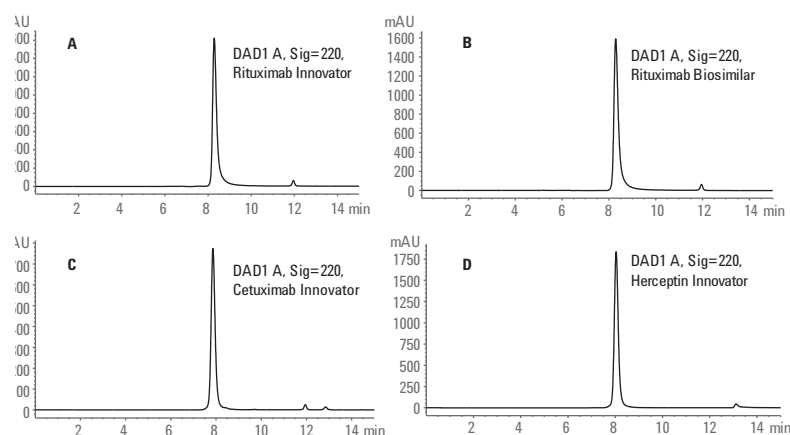 A
DAD1 A, Sig=220,
Rituximab Innovator
0
2 4 6 8 10 12 14 min
mAU
B
DAD1 A, Sig=220,
Rituximab Biosimilar
1600
1400
1200
1000
800
600
400
200
0
2 4 6 8 10 12 14 min
C
DAD1 A, Sig=220,
Cetuximab Innovator
0
2 4 6 8 10 12 14
mAU
D
DAD1 A, Sig=220,
Herceptin Innovator
1750
1500
1250
1000
750
500
250
0
2 4 6 8 10 12 14 min